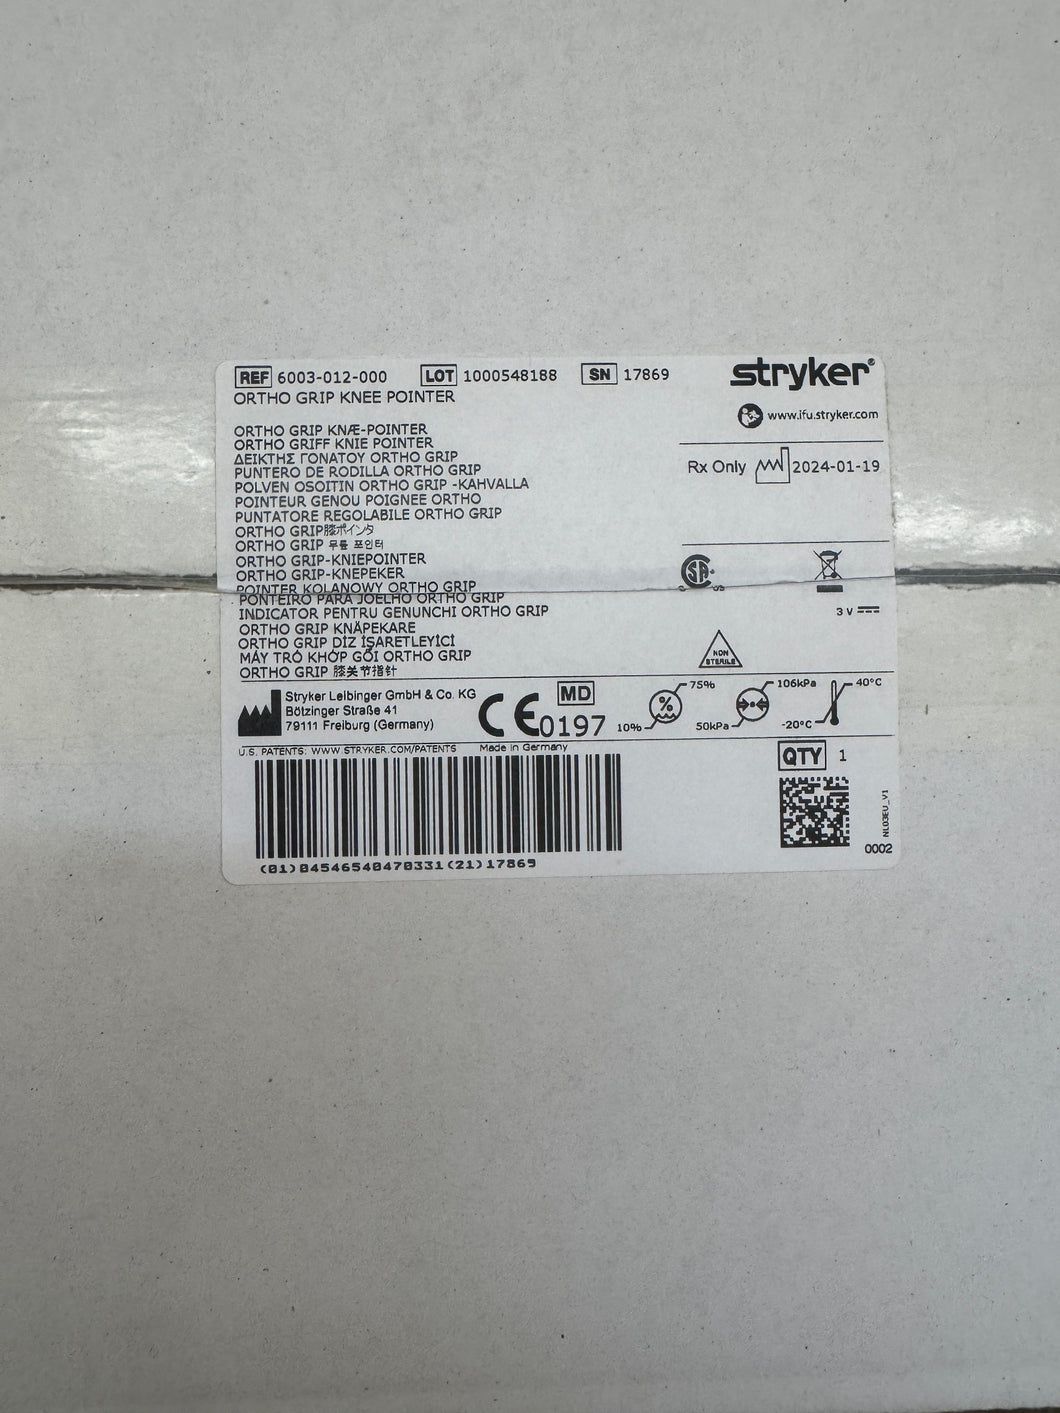 REF 6003-012-000 LOT 1000548188 SN 17869
stryker®
ORTHO GRIP KNEE POINTER
www.ifu.stryker.com
ORTHO GRIP KNÆ-POINTER
ORTHO GRIFF KNIE POINTER
ΔΕΙΚΤΗΣ ΓΟΝΑΤΟΥ ORTHO GRIP
PUNTERO DE RODILLA ORTHO GRIP
POLVEN OSOITIN ORTHO GRIP -KAHVALLA
POINTEUR GENOU POIGNEE ORTHO
PUNTATORE REGOLABILE ORTHO GRIP
ORTHO GRIP膝ポインタ
ORTHO GRIP 무릎 포인터
ORTHO GRIP-KNIEPOINTER
ORTHO GRIP-KNEPEKER
POINTER KOLANOWY ORTHO GRIP
PONTEIRO PARA JOELHO ORTHO GRIP
INDICATOR PENTRU GENUNCHI ORTHO GRIP
ORTHO GRIP KNÄPEKARE
ORTHO GRIP DİZ İŞARETLEYİCİ
MÁY TRỎ KHỚP GỐI ORTHO GRIP
ORTHO GRIP 膝关节指针
Rx Only 2024-01-19
3 V
NON
STERILE
Stryker Leibinger GmbH & Co. KG
Bötzinger Straße 41
79111 Freiburg (Germany)
CE 0197
MD
75%
10%
106kPa
50kPa
40°C
-20°C
U.S. PATENTS: WWW.STRYKER.COM/PATENTS Made in Germany
QTY 1
(01)04546540470331(21)17869
NL03EU_V1
0002